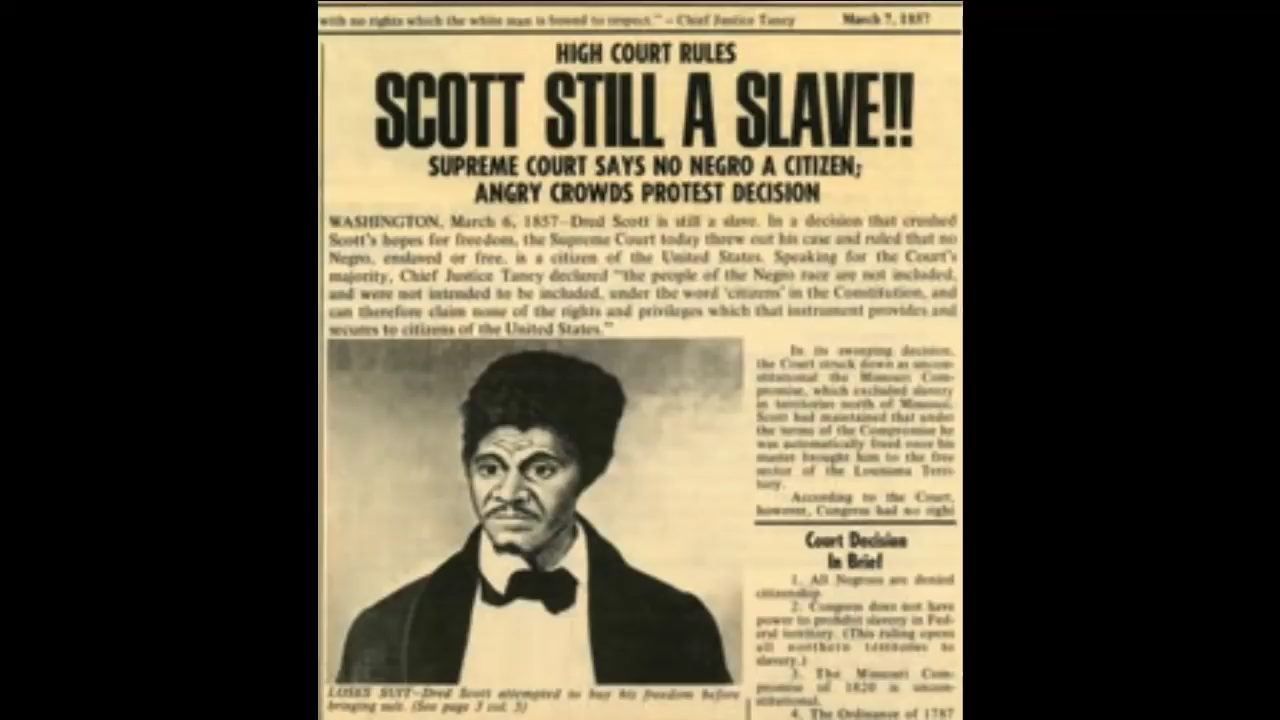 with no rights which the white man is bound to respect." – Chief Justice Taney
March 7, 1857
HIGH COURT RULES
SCOTT STILL A SLAVE!!
SUPREME COURT SAYS NO NEGRO A CITIZEN;
ANGRY CROWDS PROTEST DECISION
WASHINGTON, March 6, 1857–Dred Scott is still a slave. In a decision that crushed
Scott's hopes for freedom, the Supreme Court today threw out his case and ruled that no
Negro, enslaved or free, is a citizen of the United States. Speaking for the Court's
majority, Chief Justice Taney declared "the people of the Negro race are not included,
and were not intended to be included, under the word 'citizens' in the Constitution, and
can therefore claim none of the rights and privileges which that instrument provides and
secures to citizens of the United States."
In its sweeping decision,
the Court struck down as uncon-
stitutional the Missouri Com-
promise, which excluded slavery
in territories north of Missouri.
Scott had maintained that under
the terms of the Compromise he
was automatically freed once his
master brought him to the free
sector of the Louisiana Terri-
tory.
According to the Court,
however, Congress had no right
LOSES SUIT–Dred Scott attempted to buy his freedom before
bringing suit. (See page 3 col. 3)
Court Decision
In Brief
1. All Negroes are denied
citizenship.
2. Congress does not have
power to prohibit slavery in Fed-
eral territory. (This ruling opens
all northern territories to
slavery.)
3. The Missouri Com-
promise of 1820 is uncon-
stitutional.
4. The Ordinance of 1787